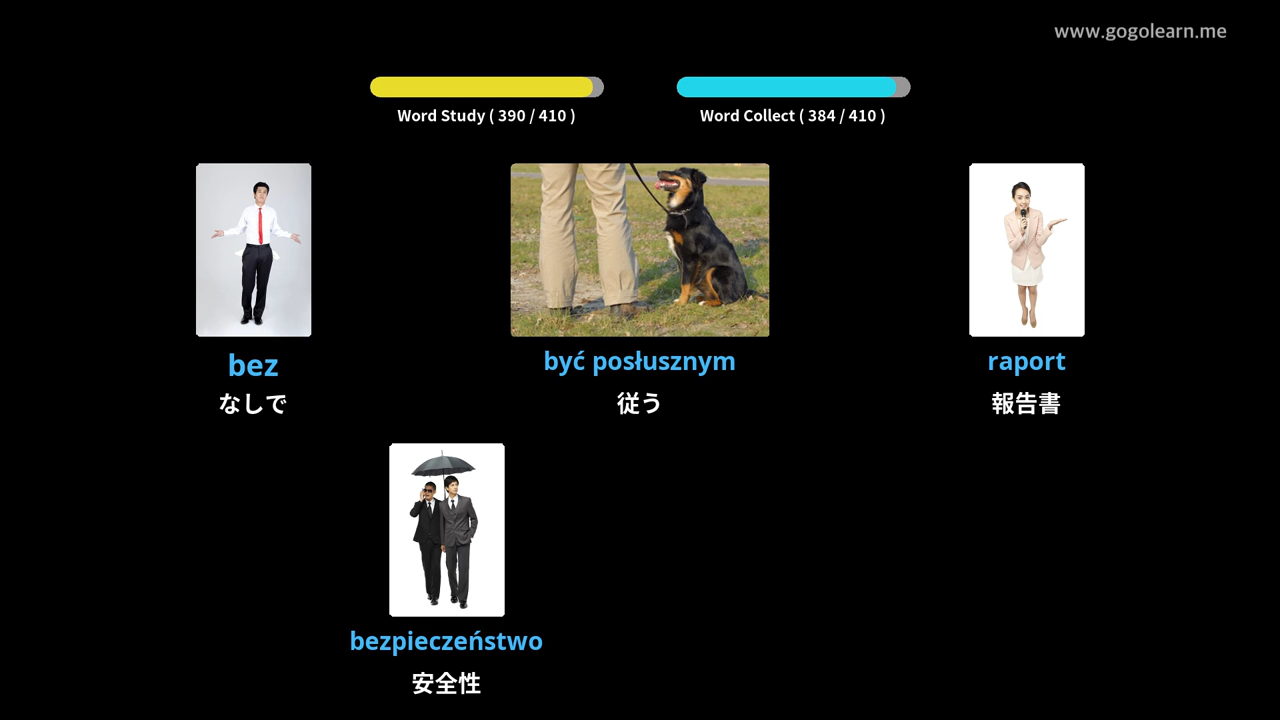 www.gogolearn.me
Word Study ( 390 / 410 )
Word Collect ( 384 / 410 )
bez
なしで
być posłusznym
従う
raport
報告書
bezpieczeństwo
安全性